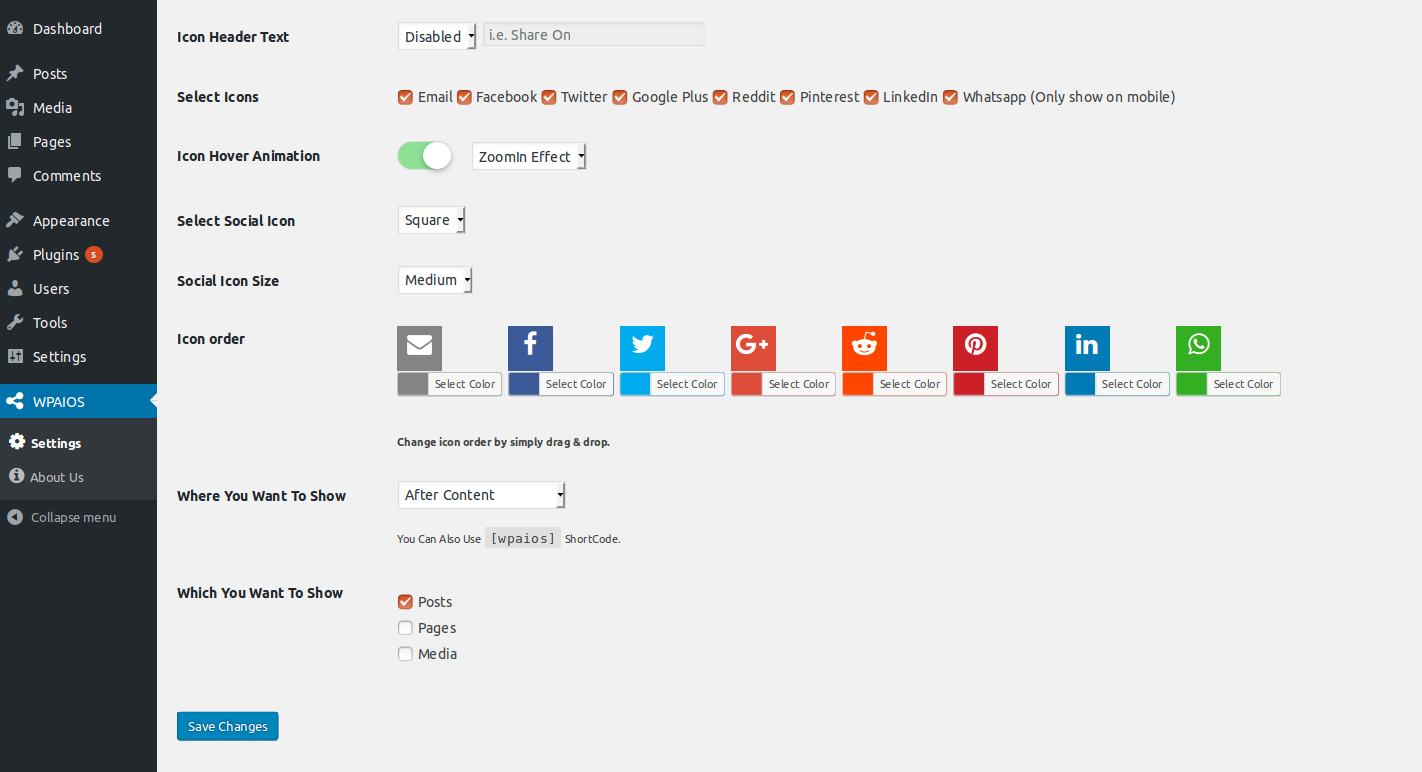 Dashboard
Posts
Media
Pages
Comments
Appearance
Plugins 5
Users
Tools
Settings
WPAIOS
Settings
About Us
Collapse menu
Icon Header Text Disabled i.e. Share On
Select Icons Email Facebook Twitter Google Plus Reddit Pinterest LinkedIn Whatsapp (Only show on mobile)
Icon Hover Animation ZoomIn Effect
Select Social Icon Square
Social Icon Size Medium
Icon order
Select Color Select Color Select Color Select Color Select Color Select Color Select Color Select Color
Change icon order by simply drag & drop.
Where You Want To Show After Content
You Can Also Use [wpaios] ShortCode.
Which You Want To Show
Posts
Pages
Media
Save Changes